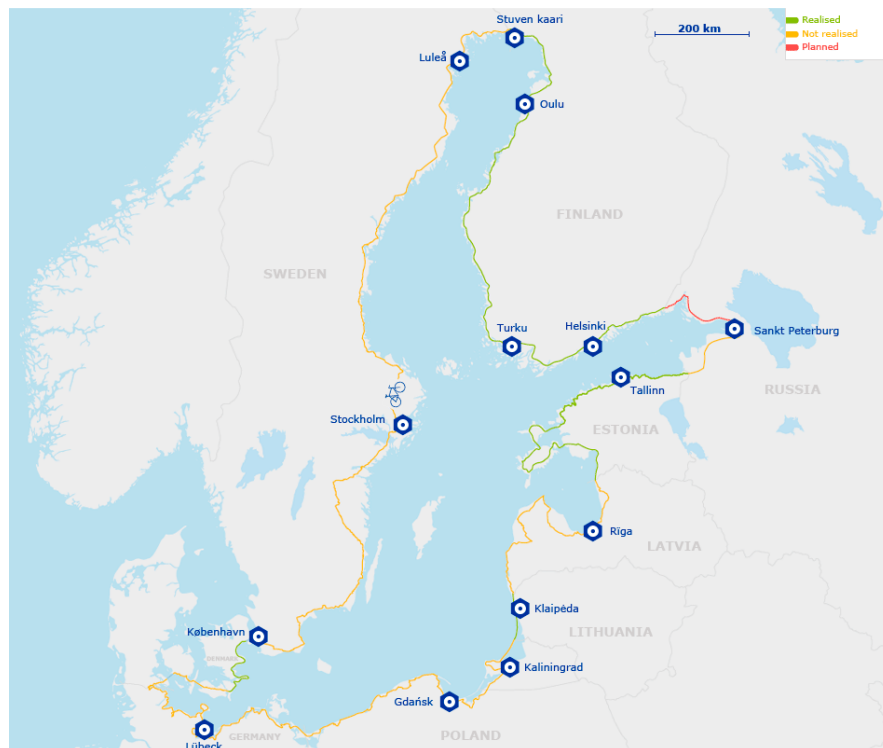 Stuven kaari
200 km
Realised
Not realised
Planned
Luleå
Oulu
FINLAND
SWEDEN
Turku
Helsinki
Sankt Peterburg
Tallinn
RUSSIA
Stockholm
ESTONIA
Rīga
LATVIA
Klaipėda
København
LITHUANIA
DENMARK
Kaliningrad
Gdańsk
GERMANY
POLAND
Lübeck